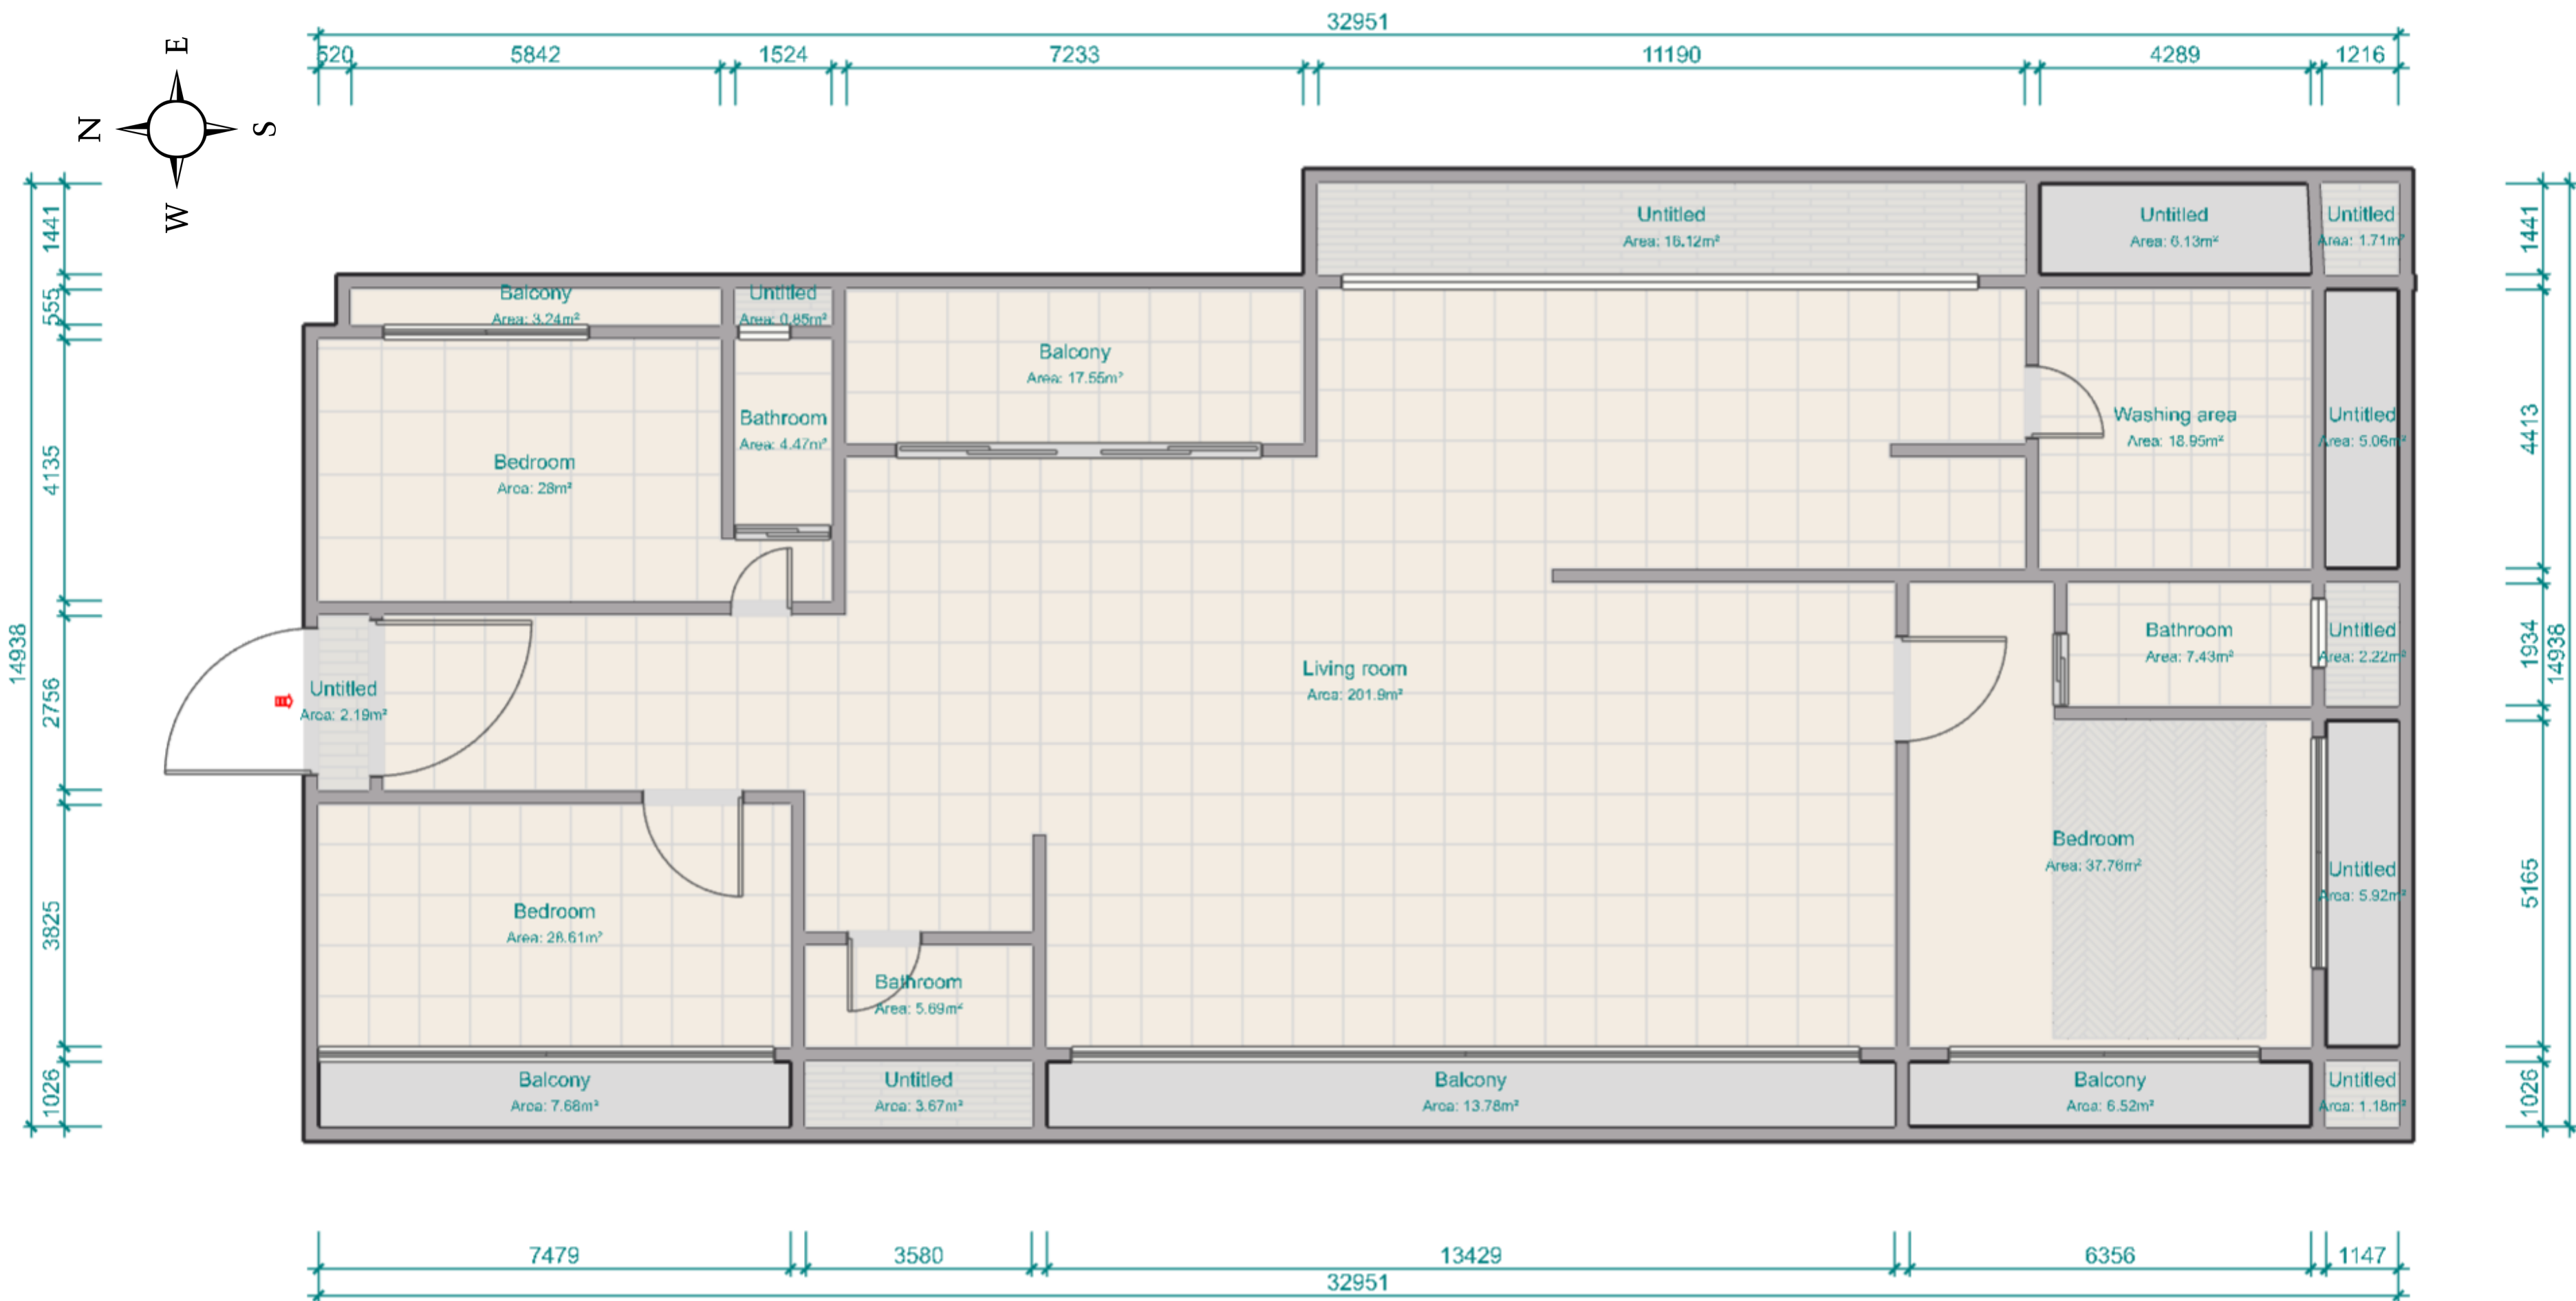 32951
520
5842
1524
7233
11190
4289
1216
E
N
S
W
14938
1441
555
4135
2756
3825
1026
1441
4413
1934
5165
1026
14938
Untitled
Area: 16.12m²
Untitled
Area: 6.13m²
Untitled
Area: 1.71m²
Balcony
Area: 3.24m²
Untitled
Area: 0.85m²
Balcony
Area: 17.55m²
Bathroom
Area: 4.47m²
Bedroom
Area: 28m²
Washing area
Area: 18.95m²
Untitled
Area: 5.06m²
Untitled
Area: 2.19m²
Living room
Area: 201.9m²
Bathroom
Area: 7.43m²
Untitled
Area: 2.22m²
Bedroom
Area: 37.76m²
Untitled
Area: 5.92m²
Bedroom
Area: 28.61m²
Bathroom
Area: 5.69m²
Balcony
Area: 7.68m²
Untitled
Area: 3.67m²
Balcony
Area: 13.78m²
Balcony
Area: 6.52m²
Untitled
Area: 1.18m²
7479
3580
13429
6356
1147
32951